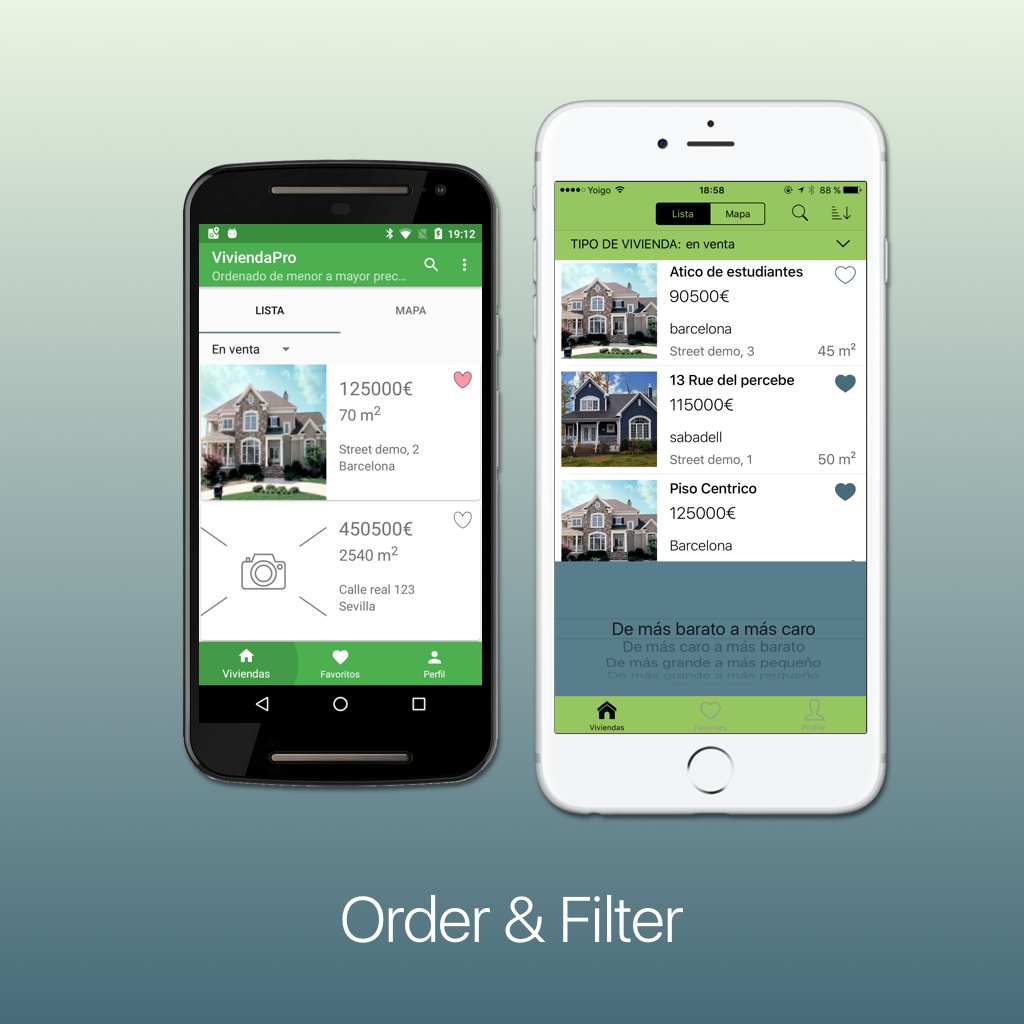 19:12
ViviendaPro
Ordenado de menor a mayor prec...
LISTA MAPA
En venta
125000€
70 m²
Street demo, 2
Barcelona
450500€
2540 m²
Calle real 123
Sevilla
Viviendas Favoritos Perfil
Yoigo 18:58 88 %
Lista Mapa
TIPO DE VIVIENDA: en venta
Atico de estudiantes
90500€
barcelona
Street demo, 3 45 m²
13 Rue del percebe
115000€
sabadell
Street demo, 1 50 m²
Piso Centrico
125000€
Barcelona
De más barato a más caro
De más caro a más barato
De más grande a más pequeño
De más grande a más pequeño
Viviendas Favoritos Profile
Order & Filter